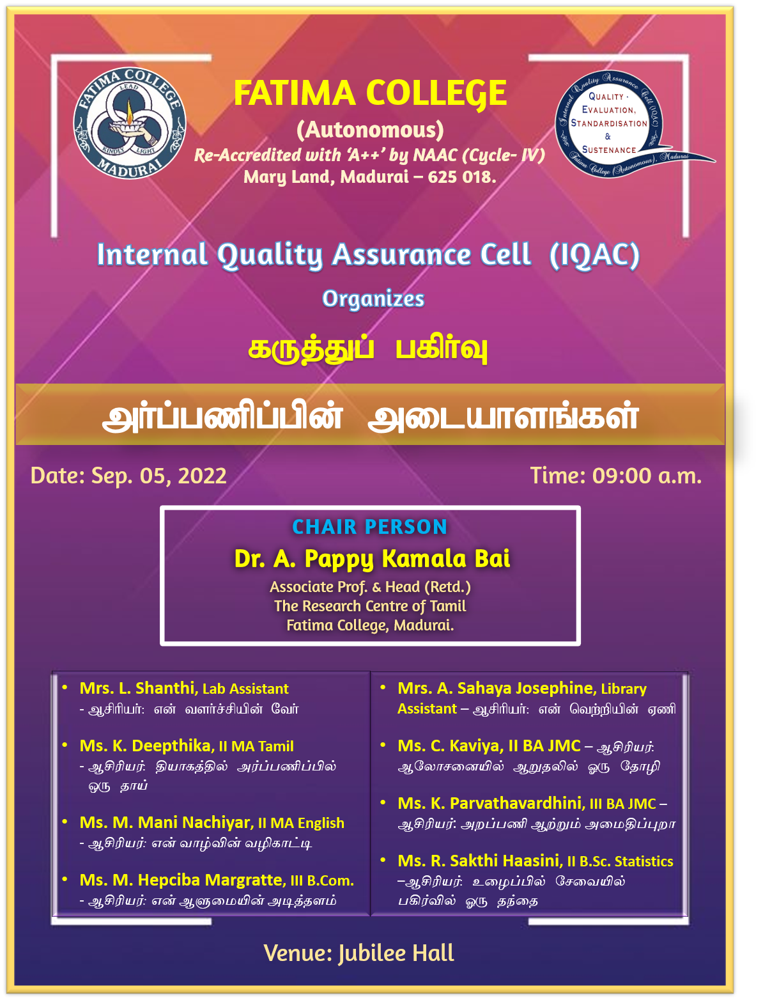 FATIMA COLLEGE
MADURAI
LEAD
KINDLY LIGHT
FATIMA COLLEGE
(Autonomous)
Re-Accredited with ‘A++’ by NAAC (Cycle- IV)
Mary Land, Madurai – 625 018.
Internal Quality Assurance Cell (IQAC)
QUALITY ·
EVALUATION,
STANDARDISATION
&
SUSTENANCE
Fatima College (Autonomous), Madurai
Internal Quality Assurance Cell (IQAC)
Organizes
கருத்துப் பகிர்வு
அர்ப்பணிப்பின் அடையாளங்கள்
Date: Sep. 05, 2022
Time: 09:00 a.m.
CHAIR PERSON
Dr. A. Pappy Kamala Bai
Associate Prof. & Head (Retd.)
The Research Centre of Tamil
Fatima College, Madurai.
• Mrs. L. Shanthi, Lab Assistant
- ஆசிரியர்: என் வளர்ச்சியின் வேர்
• Ms. K. Deepthika, II MA Tamil
- ஆசிரியர்: தியாகத்தில் அர்ப்பணிப்பில்
ஒரு தாய்
• Ms. M. Mani Nachiyar, II MA English
- ஆசிரியர்: என் வாழ்வின் வழிகாட்டி
• Ms. M. Hepciba Margratte, III B.Com.
- ஆசிரியர்: என் ஆளுமையின் அடித்தளம்
• Mrs. A. Sahaya Josephine, Library
Assistant – ஆசிரியர்: என் வெற்றியின் ஏணி
• Ms. C. Kaviya, II BA JMC – ஆசிரியர்:
ஆலோசனையில் ஆறுதலில் ஓரு தோழி
• Ms. K. Parvathavardhini, III BA JMC –
ஆசிரியர்: அறப்பணி ஆற்றும் அமைதிப்புறா
• Ms. R. Sakthi Haasini, II B.Sc. Statistics
–ஆசிரியர்: உழைப்பில் சேவையில்
பகிர்வில் ஓரு தந்தை
Venue: Jubilee Hall